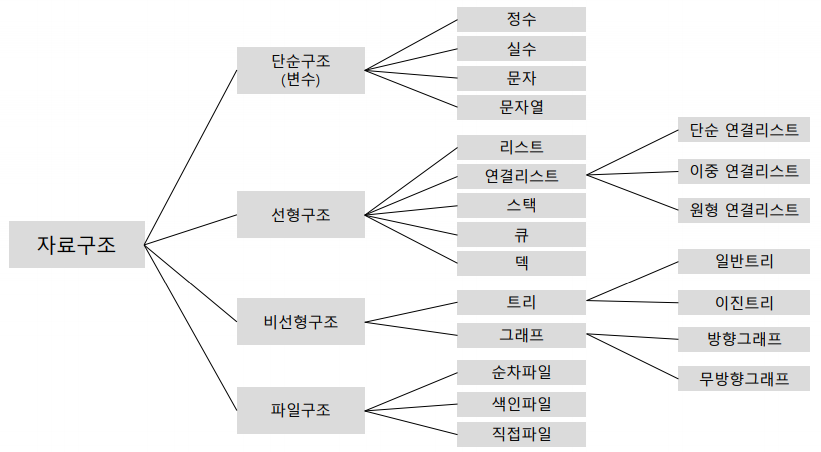 자료구조
단순구조
(변수)
정수
실수
문자
문자열
선형구조
리스트
연결리스트
단순 연결리스트
이중 연결리스트
원형 연결리스트
스택
큐
덱
비선형구조
트리
일반트리
이진트리
그래프
방향그래프
무방향그래프
파일구조
순차파일
색인파일
직접파일